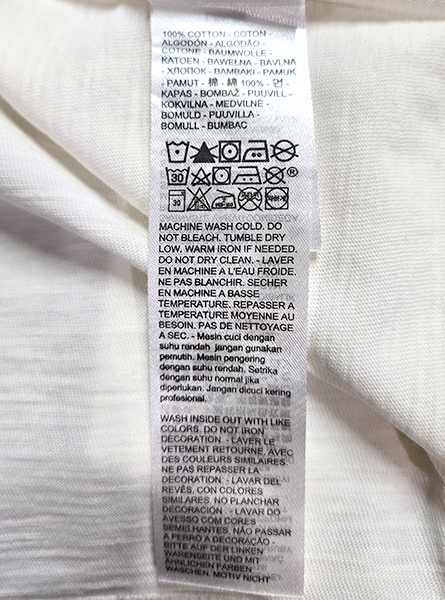 100% COTTON - COTON -
ALGODÓN - ALGODÃO -
COTONE - BAUMWOLLE -
KATOEN - BAWEŁNA - BAVLNA
- ХЛОПОК - BAMBAKI - PAMUK
- PAMUT - 棉 - 綿 100% - 면 -
KAPAS - BOMBAŽ - PUUVILL -
KOKVILNA - MEDVILNĖ -
BOMULD - PUUVILLA -
BOMULL - BUMBAC
30 ®
30
MACHINE WASH COLD. DO
NOT BLEACH. TUMBLE DRY
LOW. WARM IRON IF NEEDED.
DO NOT DRY CLEAN. - LAVER
EN MACHINE A L'EAU FROIDE.
NE PAS BLANCHIR. SECHER
EN MACHINE A BASSE
TEMPERATURE. REPASSER A
TEMPERATURE MOYENNE AU
BESOIN. PAS DE NETTOYAGE
A SEC. - Mesin cuci dengan
suhu rendah jangan gunakan
pemutih. Mesin pengering
dengan suhu rendah. Setrika
dengan suhu normal jika
diperlukan. Jangan dicuci kering
profesional.
WASH INSIDE OUT WITH LIKE
COLORS. DO NOT IRON
DECORATION. - LAVER LE
VETEMENT RETOURNE, AVEC
DES COULEURS SIMILAIRES.
NE PAS REPASSER LA
DECORATION. - LAVAR DEL
REVÉS, CON COLORES
SIMILARES. NO PLANCHAR
DECORACIÓN. - LAVAR DO
AVESSO COM CORES
SEMELHANTES. NÃO PASSAR
A FERRO A DECORAÇÃO -
BITTE AUF DER LINKEN
WARENSEITE UND MIT
ÄHNLICHEN FARBEN
WASCHEN. MOTIV NICHT